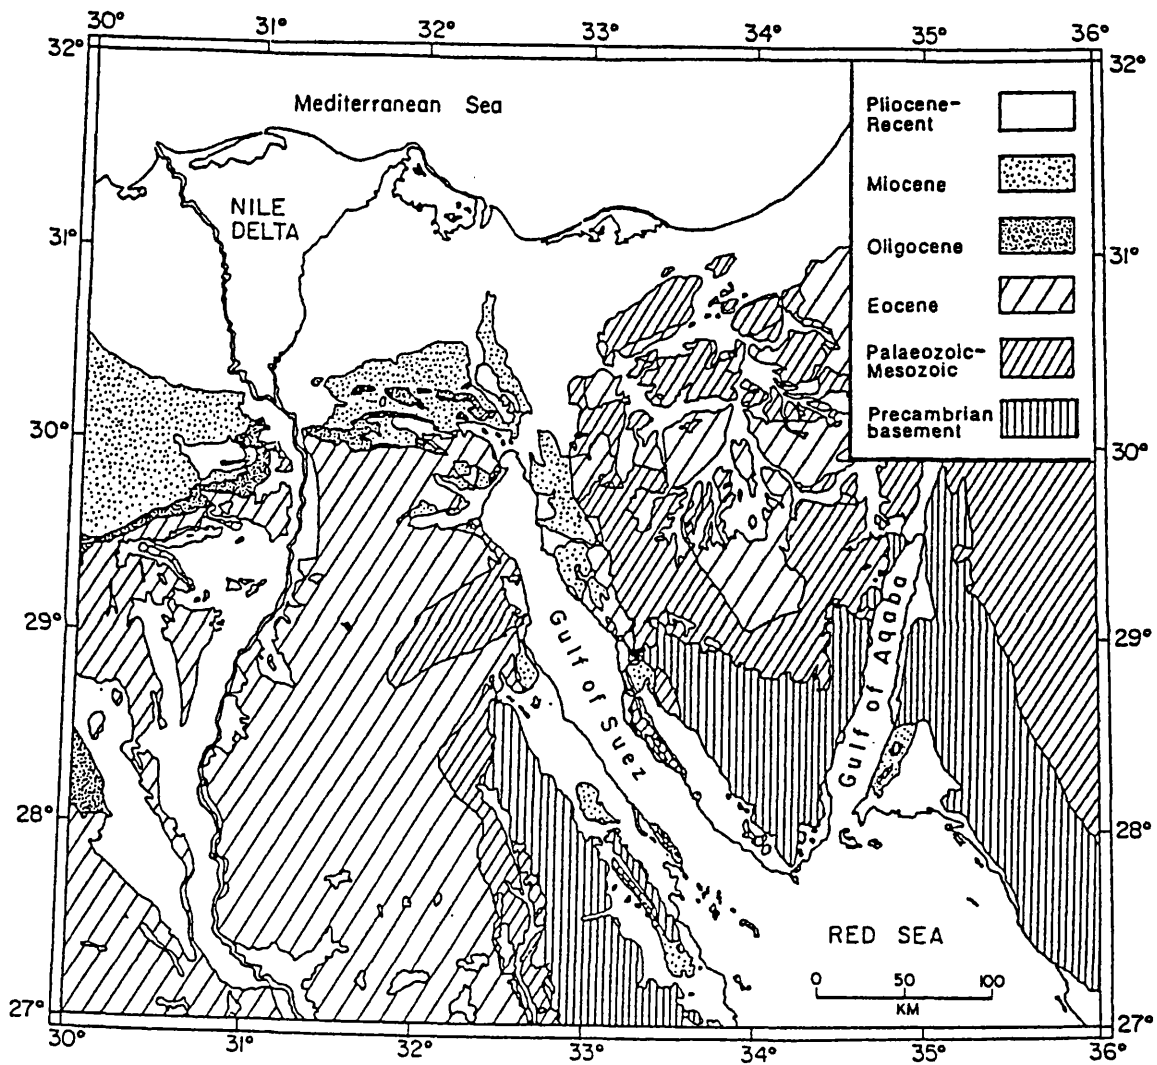 30° 31° 32° 33° 34° 35° 36°
32° 32°
Mediterranean Sea
Pliocene-
Recent
Miocene
Oligocene
Eocene
Palaeozoic-
Mesozoic
Precambrian
basement
NILE
DELTA
31° 31°
30° 30°
29° 29°
28° 28°
27° 27°
Gulf of Suez
Gulf of Aqaba
RED SEA
0 50 100
KM
30° 31° 32° 33° 34° 35° 36°